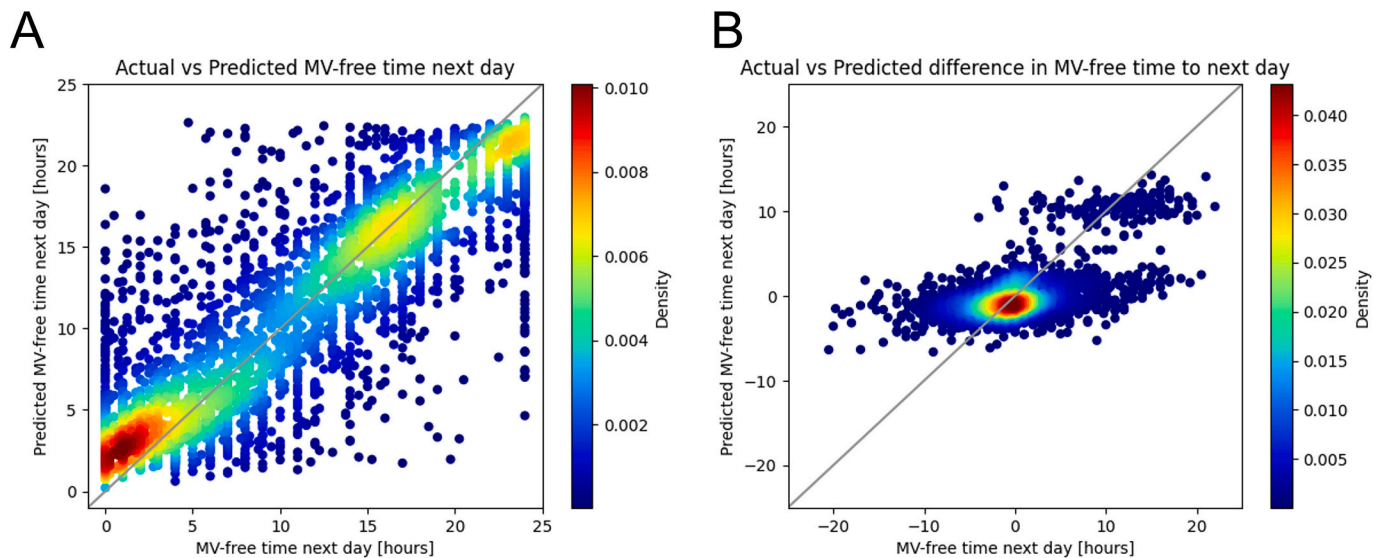 A
B
Actual vs Predicted MV-free time next day
Actual vs Predicted difference in MV-free time to next day
Predicted MV-free time next day [hours]
25
20
15
10
5
0
0 5 10 15 20 25
MV-free time next day [hours]
0.010
0.008
0.006
0.004
0.002
Density
Predicted MV-free time next day [hours]
20
10
0
−10
−20
−20 −10 0 10 20
MV-free time next day [hours]
0.040
0.035
0.030
0.025
0.020
0.015
0.010
0.005
Density